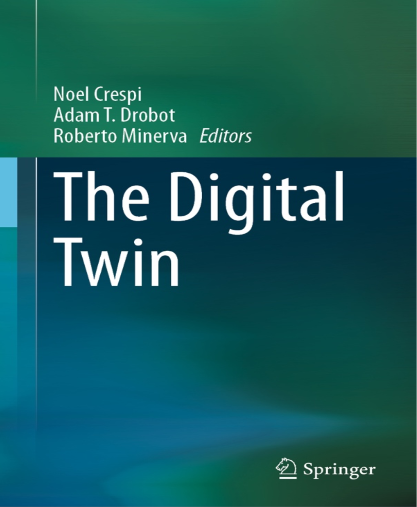 Noel Crespi
Adam T. Drobot
Roberto Minerva Editors
The Digital
Twin
Springer